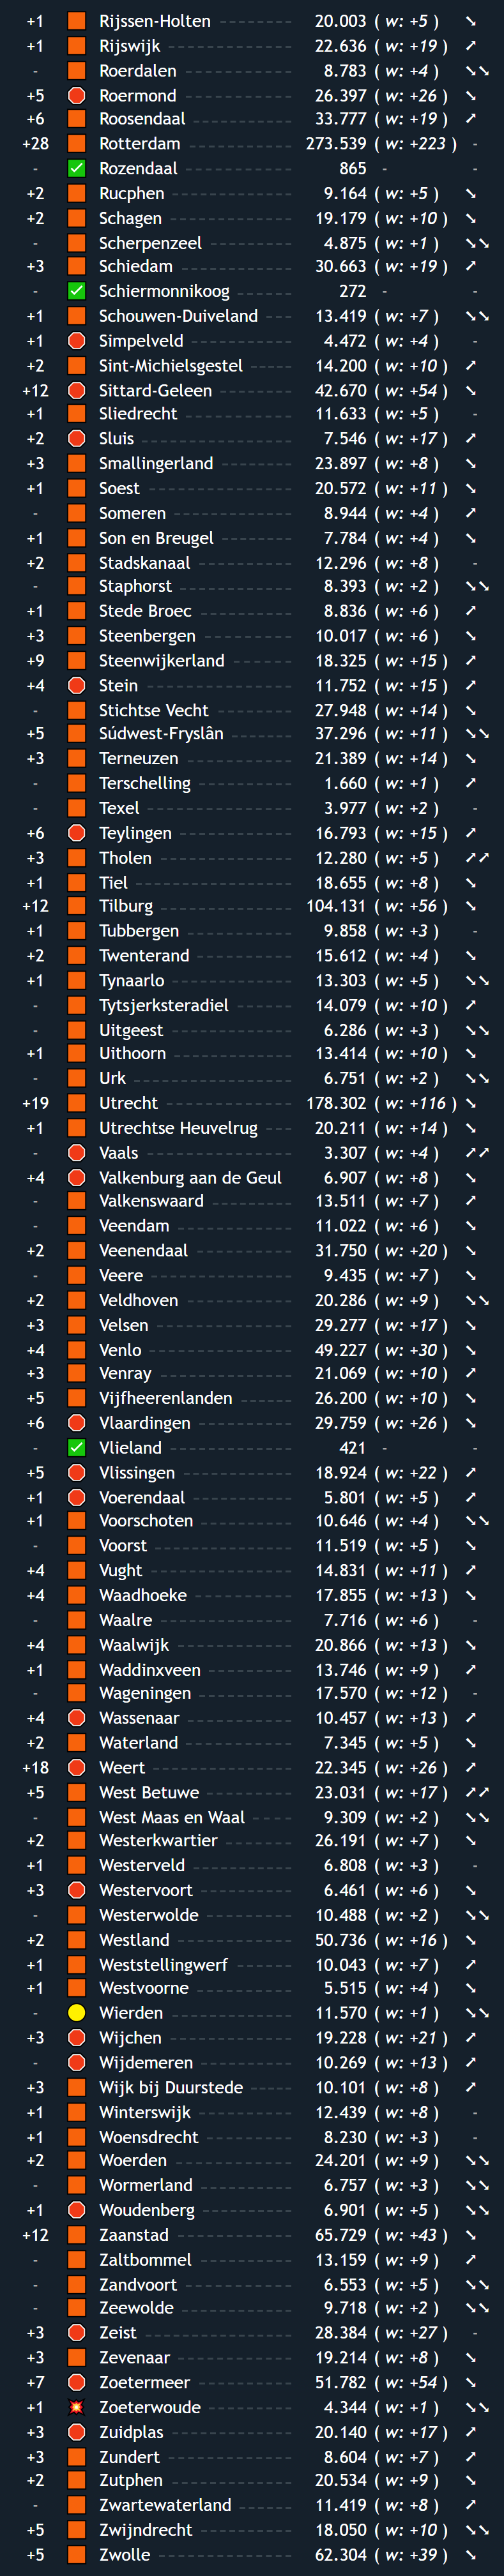 +1 Rijssen-Holten 20.003 ( w: +5 ) ➘
+1 Rijswijk 22.636 ( w: +19 ) ➚
- Roerdalen 8.783 ( w: +4 ) ➘➘
+5 Roermond 26.397 ( w: +26 ) ➘
+6 Roosendaal 33.777 ( w: +19 ) ➚
+28 Rotterdam 273.539 ( w: +223 ) -
- Rozendaal 865 - -
+2 Rucphen 9.164 ( w: +5 ) ➘
+2 Schagen 19.179 ( w: +10 ) ➘
- Scherpenzeel 4.875 ( w: +1 ) ➘➘
+3 Schiedam 30.663 ( w: +19 ) ➚
- Schiermonnikoog 272 - -
+1 Schouwen-Duiveland 13.419 ( w: +7 ) ➘➘
+1 Simpelveld 4.472 ( w: +4 ) -
+2 Sint-Michielsgestel 14.200 ( w: +10 ) ➚
+12 Sittard-Geleen 42.670 ( w: +54 ) ➘
+1 Sliedrecht 11.633 ( w: +5 ) -
+2 Sluis 7.546 ( w: +17 ) ➚
+3 Smallingerland 23.897 ( w: +8 ) ➘
+1 Soest 20.572 ( w: +11 ) ➘
- Someren 8.944 ( w: +4 ) ➚
+1 Son en Breugel 7.784 ( w: +4 ) ➘
+2 Stadskanaal 12.296 ( w: +8 ) -
- Staphorst 8.393 ( w: +2 ) ➘➘
+1 Stede Broec 8.836 ( w: +6 ) ➚
+3 Steenbergen 10.017 ( w: +6 ) ➘
+9 Steenwijkerland 18.325 ( w: +15 ) ➚
+4 Stein 11.752 ( w: +15 ) ➚
- Stichtse Vecht 27.948 ( w: +14 ) ➘
+5 Súdwest-Fryslân 37.296 ( w: +11 ) ➘➘
+3 Terneuzen 21.389 ( w: +14 ) ➘
- Terschelling 1.660 ( w: +1 ) ➚
- Texel 3.977 ( w: +2 ) -
+6 Teylingen 16.793 ( w: +15 ) ➚
+3 Tholen 12.280 ( w: +5 ) ➚➚
+1 Tiel 18.655 ( w: +8 ) ➘
+12 Tilburg 104.131 ( w: +56 ) ➘
+1 Tubbergen 9.858 ( w: +3 ) -
+2 Twenterand 15.612 ( w: +4 ) ➘
+1 Tynaarlo 13.303 ( w: +5 ) ➘➘
- Tytsjerksteradiel 14.079 ( w: +10 ) ➚
- Uitgeest 6.286 ( w: +3 ) ➘➘
+1 Uithoorn 13.414 ( w: +10 ) ➘
- Urk 6.751 ( w: +2 ) ➘➘
+19 Utrecht 178.302 ( w: +116 ) ➘
+1 Utrechtse Heuvelrug 20.211 ( w: +14 ) ➘
- Vaals 3.307 ( w: +4 ) ➚➚
+4 Valkenburg aan de Geul 6.907 ( w: +8 ) ➘
- Valkenswaard 13.511 ( w: +7 ) ➚
- Veendam 11.022 ( w: +6 ) ➘
+2 Veenendaal 31.750 ( w: +20 ) ➘
- Veere 9.435 ( w: +7 ) ➘
+2 Veldhoven 20.286 ( w: +9 ) ➘➘
+3 Velsen 29.277 ( w: +17 ) ➘
+4 Venlo 49.227 ( w: +30 ) ➘
+3 Venray 21.069 ( w: +10 ) ➚
+5 Vijfheerenlanden 26.200 ( w: +10 ) ➘
+6 Vlaardingen 29.759 ( w: +26 ) ➘
- Vlieland 421 - -
+5 Vlissingen 18.924 ( w: +22 ) ➚
+1 Voerendaal 5.801 ( w: +5 ) ➚
+1 Voorschoten 10.646 ( w: +4 ) ➘➘
- Voorst 11.519 ( w: +5 ) ➘
+4 Vught 14.831 ( w: +11 ) ➚
+4 Waadhoeke 17.855 ( w: +13 ) ➘
- Waalre 7.716 ( w: +6 ) -
+4 Waalwijk 20.866 ( w: +13 ) ➘
+1 Waddinxveen 13.746 ( w: +9 ) ➚
- Wageningen 17.570 ( w: +12 ) -
+4 Wassenaar 10.457 ( w: +13 ) ➚
+2 Waterland 7.345 ( w: +5 ) ➘
+18 Weert 22.345 ( w: +26 ) ➚
+5 West Betuwe 23.031 ( w: +17 ) ➚➚
- West Maas en Waal 9.309 ( w: +2 ) ➘➘
+2 Westerkwartier 26.191 ( w: +7 ) ➘
+1 Westerveld 6.808 ( w: +3 ) -
+3 Westervoort 6.461 ( w: +6 ) ➘
- Westerwolde 10.488 ( w: +2 ) ➘➘
+2 Westland 50.736 ( w: +16 ) ➘
+1 Weststellingwerf 10.043 ( w: +7 ) ➚
+1 Westvoorne 5.515 ( w: +4 ) ➘
- Wierden 11.570 ( w: +1 ) ➘➘
+3 Wijchen 19.228 ( w: +21 ) ➚
- Wijdemeren 10.269 ( w: +13 ) ➚
+3 Wijk bij Duurstede 10.101 ( w: +8 ) ➚
+1 Winterswijk 12.439 ( w: +8 ) -
+1 Woensdrecht 8.230 ( w: +3 ) -
+2 Woerden 24.201 ( w: +9 ) ➘➘
- Wormerland 6.757 ( w: +3 ) ➘➘
+1 Woudenberg 6.901 ( w: +5 ) ➘➘
+12 Zaanstad 65.729 ( w: +43 ) ➘
- Zaltbommel 13.159 ( w: +9 ) ➚
- Zandvoort 6.553 ( w: +5 ) ➘➘
- Zeewolde 9.718 ( w: +2 ) ➘➘
+3 Zeist 28.384 ( w: +27 ) -
+3 Zevenaar 19.214 ( w: +8 ) ➘
+7 Zoetermeer 51.782 ( w: +54 ) ➘
+1 Zoeterwoude 4.344 ( w: +1 ) ➘➘
+3 Zuidplas 20.140 ( w: +17 ) ➚
+3 Zundert 8.604 ( w: +7 ) ➚
+2 Zutphen 20.534 ( w: +9 ) ➘
- Zwartewaterland 11.419 ( w: +8 ) ➚
+5 Zwijndrecht 18.050 ( w: +10 ) ➘➘
+5 Zwolle 62.304 ( w: +39 ) ➘